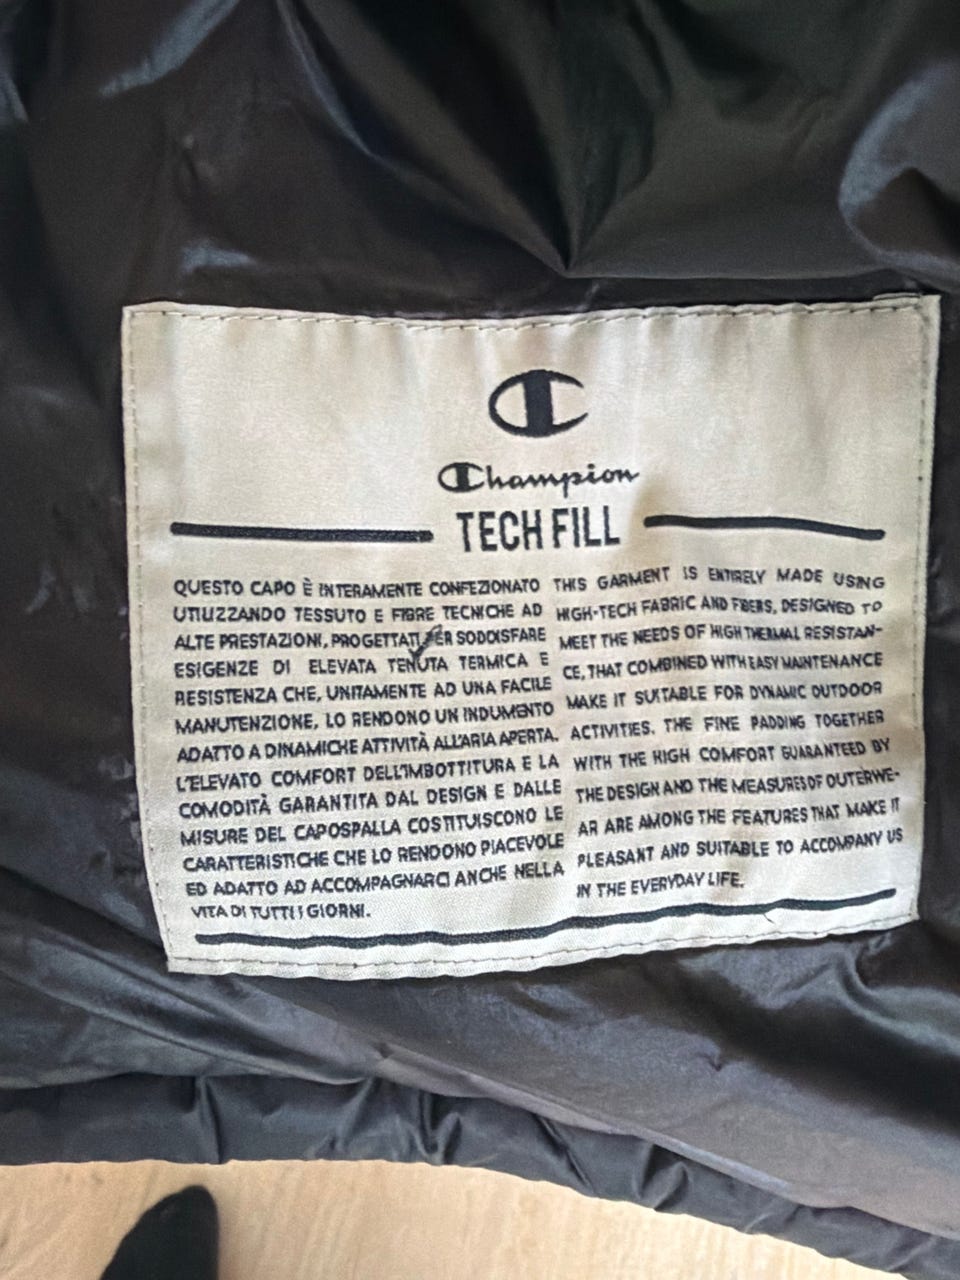 Champion
TECH FILL
QUESTO CAPO È INTERAMENTE CONFEZIONATO
UTILIZZANDO TESSUTO E FIBRE TECNICHE AD
ALTE PRESTAZIONI, PROGETTATI PER SODDISFARE
ESIGENZE DI ELEVATA TENUTA TERMICA E
RESISTENZA CHE, UNITAMENTE AD UNA FACILE
MANUTENZIONE, LO RENDONO UN INDUMENTO
ADATTO A DINAMICHE ATTIVITÀ ALL'ARIA APERTA.
L'ELEVATO COMFORT DELL'IMBOTTITURA E LA
COMODITÀ GARANTITA DAL DESIGN E DALLE
MISURE DEL CAPOSPALLA COSTITUISCONO LE
CARATTERISTICHE CHE LO RENDONO PIACEVOLE
ED ADATTO AD ACCOMPAGNARCI ANCHE NELLA
VITA DI TUTTI I GIORNI.
THIS GARMENT IS ENTIRELY MADE USING
HIGH-TECH FABRIC AND FIBERS, DESIGNED TO
MEET THE NEEDS OF HIGH THERMAL RESISTAN-
CE, THAT COMBINED WITH EASY MAINTENANCE
MAKE IT SUITABLE FOR DYNAMIC OUTDOOR
ACTIVITIES. THE FINE PADDING TOGETHER
WITH THE HIGH COMFORT GUARANTEED BY
THE DESIGN AND THE MEASURES OF OUTERWE-
AR ARE AMONG THE FEATURES THAT MAKE IT
PLEASANT AND SUITABLE TO ACCOMPANY US
IN THE EVERYDAY LIFE.